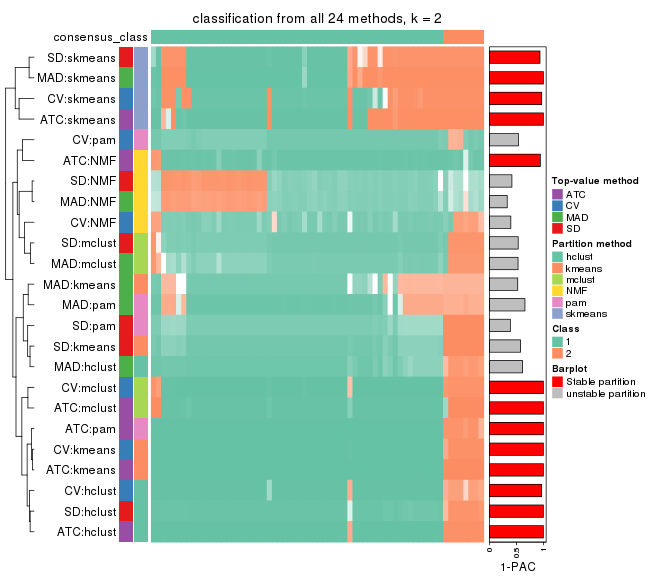 classification from all 24 methods, k = 2
consensus_class
SD:skmeans
MAD:skmeans
CV:skmeans
ATC:skmeans
CV:pam
ATC:NMF
SD:NMF
MAD:NMF
CV:NMF
SD:mclust
MAD:mclust
MAD:kmeans
MAD:pam
SD:pam
SD:kmeans
MAD:hclust
CV:mclust
ATC:mclust
ATC:pam
CV:kmeans
ATC:kmeans
CV:hclust
SD:hclust
ATC:hclust
0
0.5
1
1-PAC
Top-value method
ATC
CV
MAD
SD
Partition method
hclust
kmeans
mclust
NMF
pam
skmeans
Class
1
2
Barplot
Stable partition
unstable partition